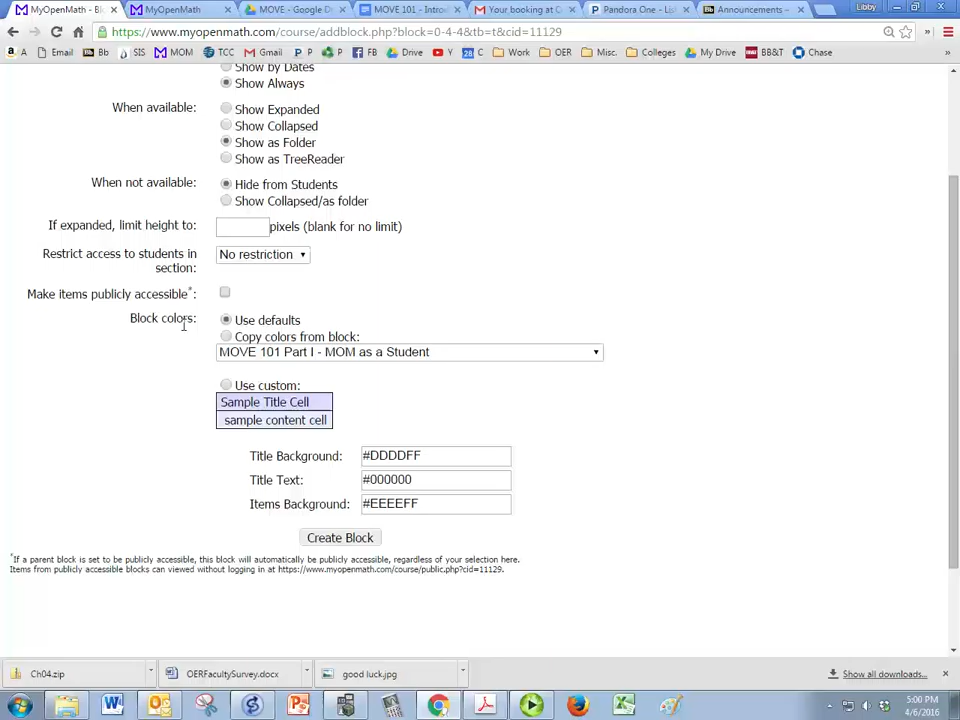 MyOpenMath - Bl
MyOpenMath
MOVE - Google D
MOVE 101 - Introd
Your booking at C
Pandora One - List
Announcements –
Libby
https://www.myopenmath.com/course/addblock.php?block=0-4-4&tb=t&cid=11129
A
Email
Bb
SIS
MOM
TCC
Gmail
P
P
FB
Drive
Y
C
Work
OER
Misc.
Colleges
My Drive
BB&T
Chase
Show by Dates
Show Always
When available:
Show Expanded
Show Collapsed
Show as Folder
Show as TreeReader
When not available:
Hide from Students
Show Collapsed/as folder
If expanded, limit height to:
pixels (blank for no limit)
Restrict access to students in section:
No restriction
Make items publicly accessible*:
Block colors:
Use defaults
Copy colors from block:
MOVE 101 Part I - MOM as a Student
Use custom:
Sample Title Cell
sample content cell
Title Background: #DDDDFF
Title Text: #000000
Items Background: #EEEEFF
Create Block
*If a parent block is set to be publicly accessible, this block will automatically be publicly accessible, regardless of your selection here.
Items from publicly accessible blocks can viewed without logging in at https://www.myopenmath.com/course/public.php?cid=11129.
Ch04.zip
OERFacultySurvey.docx
good luck.jpg
Show all downloads...
5:00 PM
4/6/2016